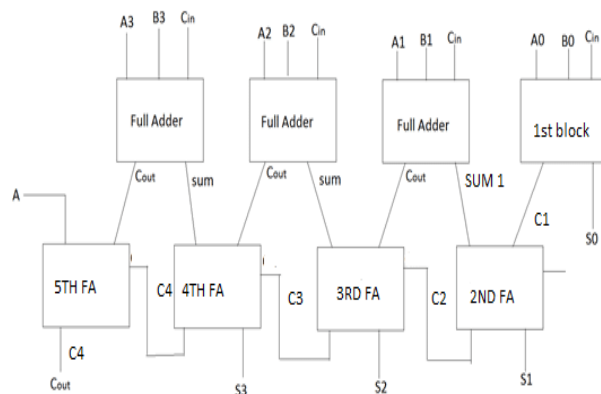 A3 B3 Cin A2 B2 Cin A1 B1 Cin A0 B0 Cin
Full Adder Full Adder Full Adder 1st block
Cout sum Cout sum Cout SUM 1
A C1 S0
5TH FA C4 4TH FA C3 3RD FA C2 2ND FA
C4
Cout S3 S2 S1